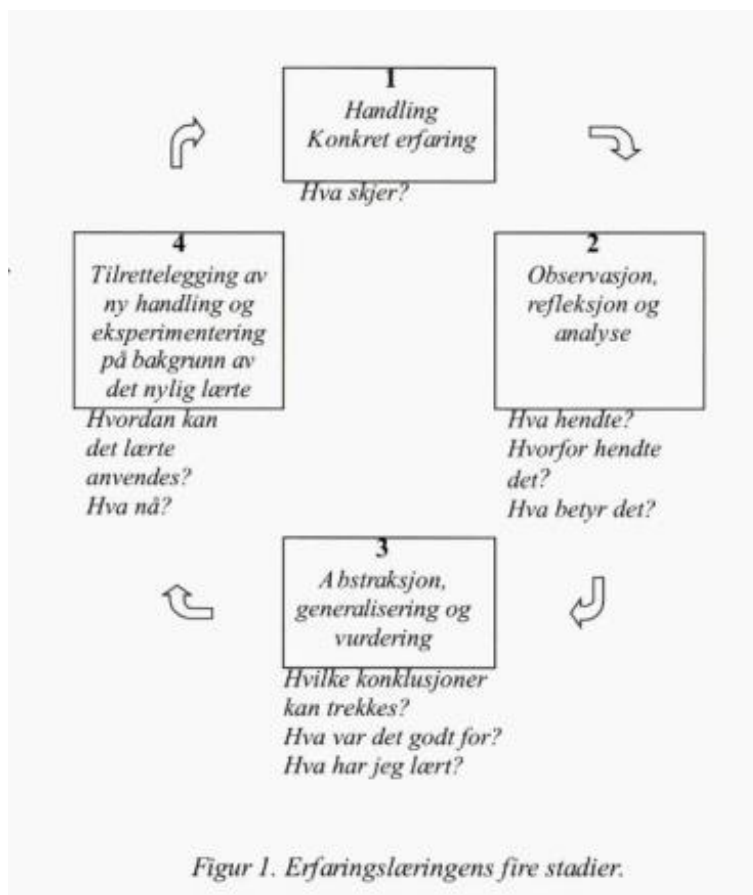 1
Handling
Konkret erfaring
Hva skjer?
2
Observasjon,
refleksjon og
analyse
Hva hendte?
Hvorfor hendte
det?
Hva betyr det?
3
Abstraksjon,
generalisering og
vurdering
Hvilke konklusjoner
kan trekkes?
Hva var det godt for?
Hva har jeg lært?
4
Tilrettelegging av
ny handling og
eksperimentering
på bakgrunn av
det nylig lærte
Hvordan kan
det lærte
anvendes?
Hva nå?
Figur 1. Erfaringslæringens fire stadier.